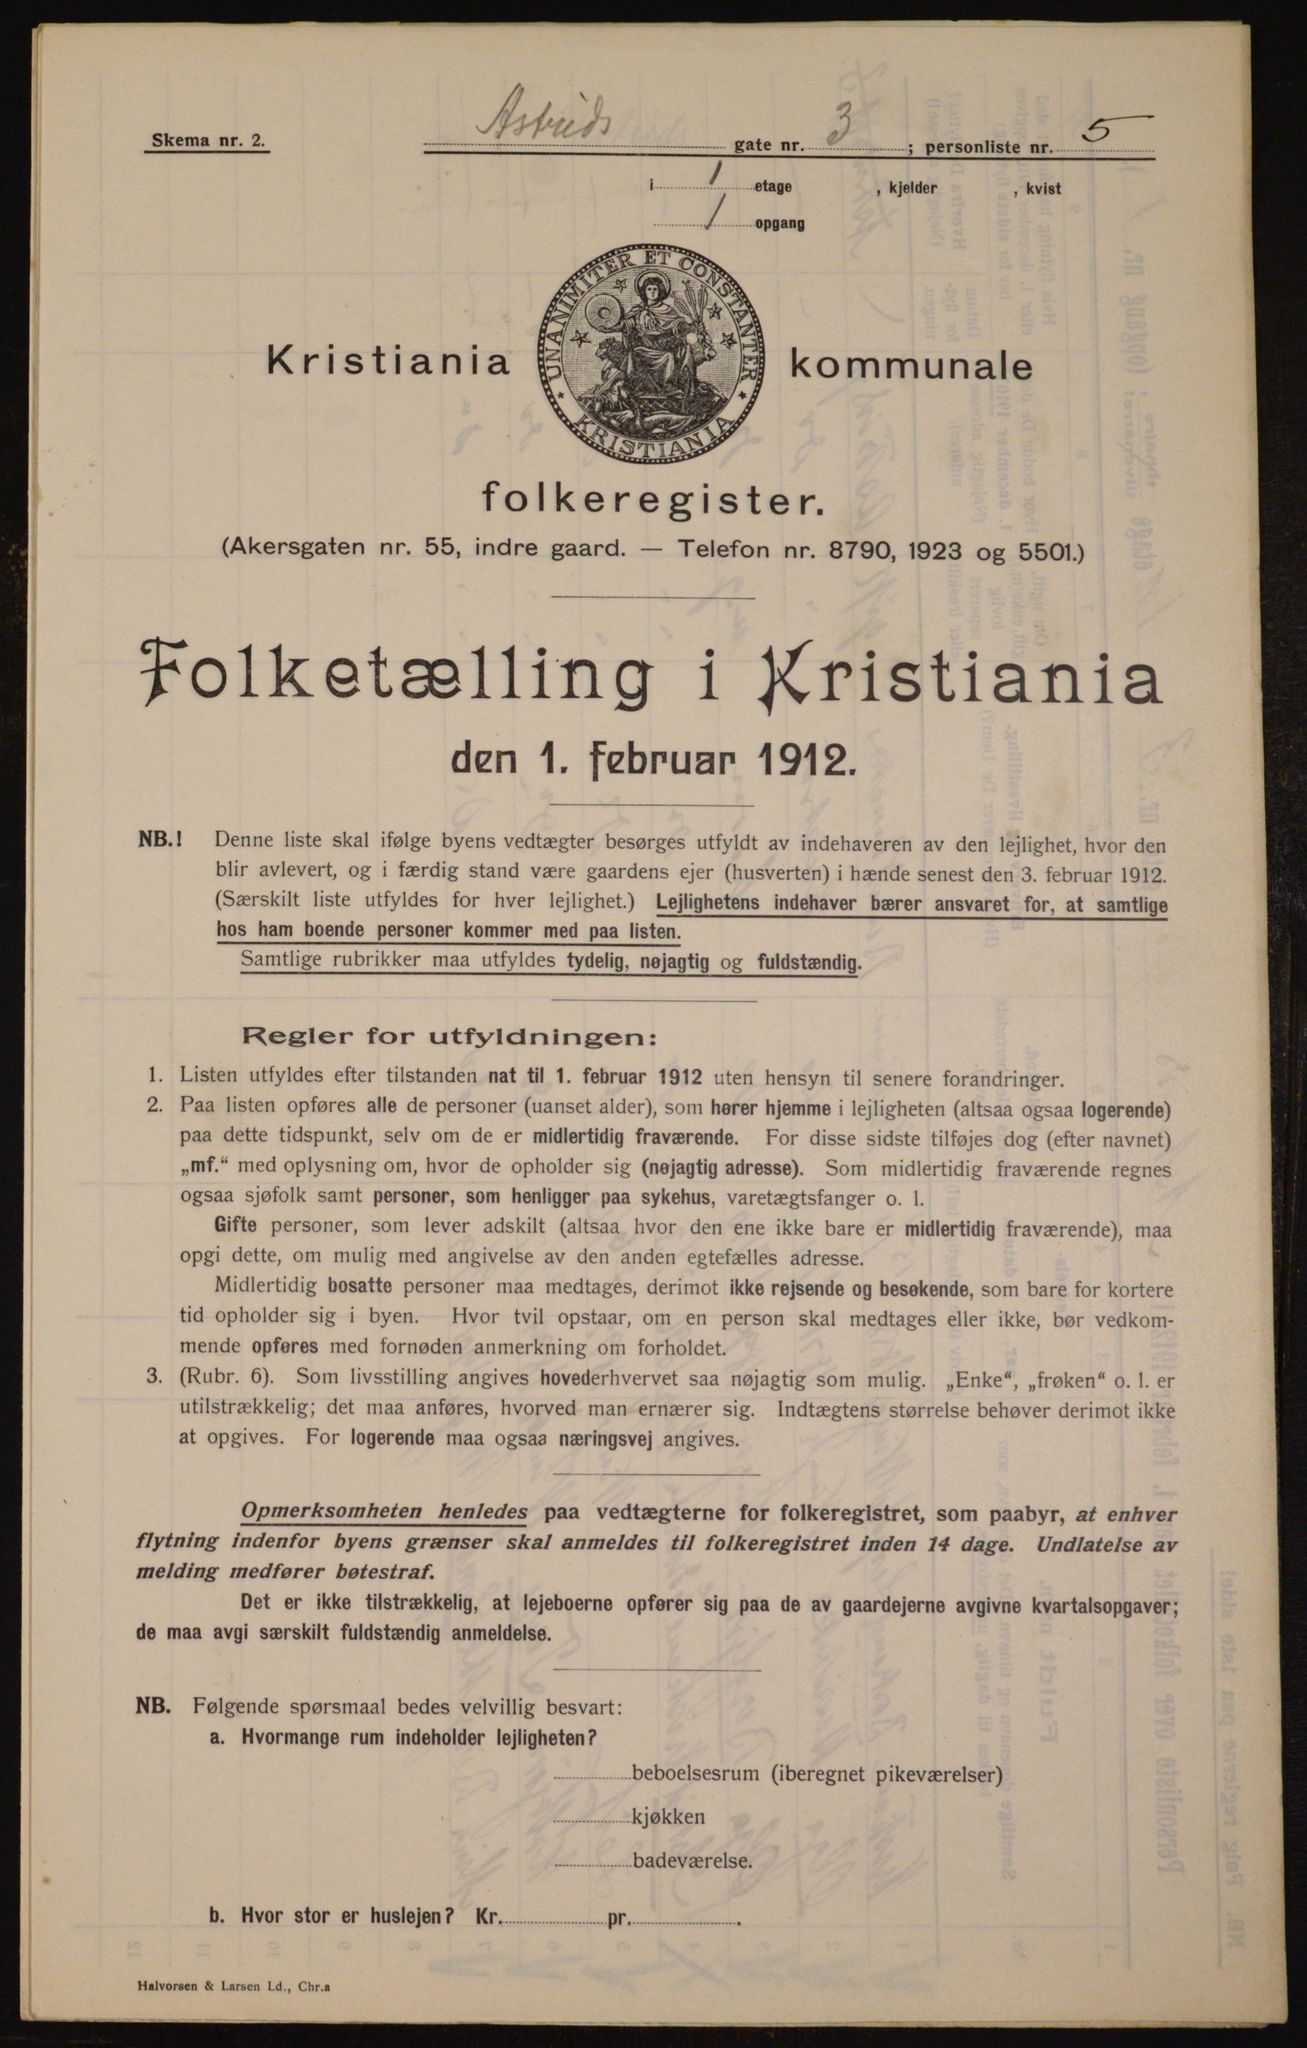 Skema nr. 2.
Astrids gate nr. 3; personliste nr. 5
i 1 etage , kjelder , kvist
1 opgang
UNANIMITER ET CONSTANTER
KRISTIANIA
Kristiania kommunale
folkeregister.
(Akersgaten nr. 55, indre gaard. — Telefon nr. 8790, 1923 og 5501.)
Folketælling i Kristiania
den 1. februar 1912.
NB.! Denne liste skal ifølge byens vedtægter besørges utfyldt av indehaveren av den lejlighet, hvor den
blir avlevert, og i færdig stand være gaardens ejer (husverten) i hænde senest den 3. februar 1912.
(Særskilt liste utfyldes for hver lejlighet.) Lejlighetens indehaver bærer ansvaret for, at samtlige
hos ham boende personer kommer med paa listen.
Samtlige rubrikker maa utfyldes tydelig, nøjagtig og fuldstændig.
Regler for utfyldningen:
1. Listen utfyldes efter tilstanden nat til 1. februar 1912 uten hensyn til senere forandringer.
2. Paa listen opføres alle de personer (uanset alder), som hører hjemme i lejligheten (altsaa ogsaa logerende)
paa dette tidspunkt, selv om de er midlertidig fraværende. For disse sidste tilføjes dog (efter navnet)
„mf.“ med oplysning om, hvor de opholder sig (nøjagtig adresse). Som midlertidig fraværende regnes
ogsaa sjøfolk samt personer, som henligger paa sykehus, varetægtsfanger o. l.
Gifte personer, som lever adskilt (altsaa hvor den ene ikke bare er midlertidig fraværende), maa
opgi dette, om mulig med angivelse av den anden egtefælles adresse.
Midlertidig bosatte personer maa medtages, derimot ikke rejsende og besøkende, som bare for kortere
tid opholder sig i byen. Hvor tvil opstaar, om en person skal medtages eller ikke, bør vedkom-
mende opføres med fornøden anmerkning om forholdet.
3. (Rubr. 6). Som livsstilling angives hovederhvervet saa nøjagtig som mulig. „Enke“, „frøken“ o. l. er
utilstrækkelig; det maa anføres, hvorved man ernærer sig. Indtægtens størrelse behøver derimot ikke
at opgives. For logerende maa ogsaa næringsvej angives.
Opmerksomheten henledes paa vedtægterne for folkeregistret, som paabyr, at enhver
flytning indenfor byens grænser skal anmeldes til folkeregistret inden 14 dage. Undlatelse av
melding medfører bøtestraf.
Det er ikke tilstrækkelig, at lejeboerne opfører sig paa de av gaardejerne avgivne kvartalsopgaver;
de maa avgi særskilt fuldstændig anmeldelse.
NB. Følgende spørsmaal bedes velvillig besvart:
a. Hvormange rum indeholder lejligheten?
beboelsesrum (iberegnet pikeværelser)
kjøkken
badeværelse.
b. Hvor stor er huslejen? Kr. pr. .
Halvorsen & Larsen Ld., Chr.a